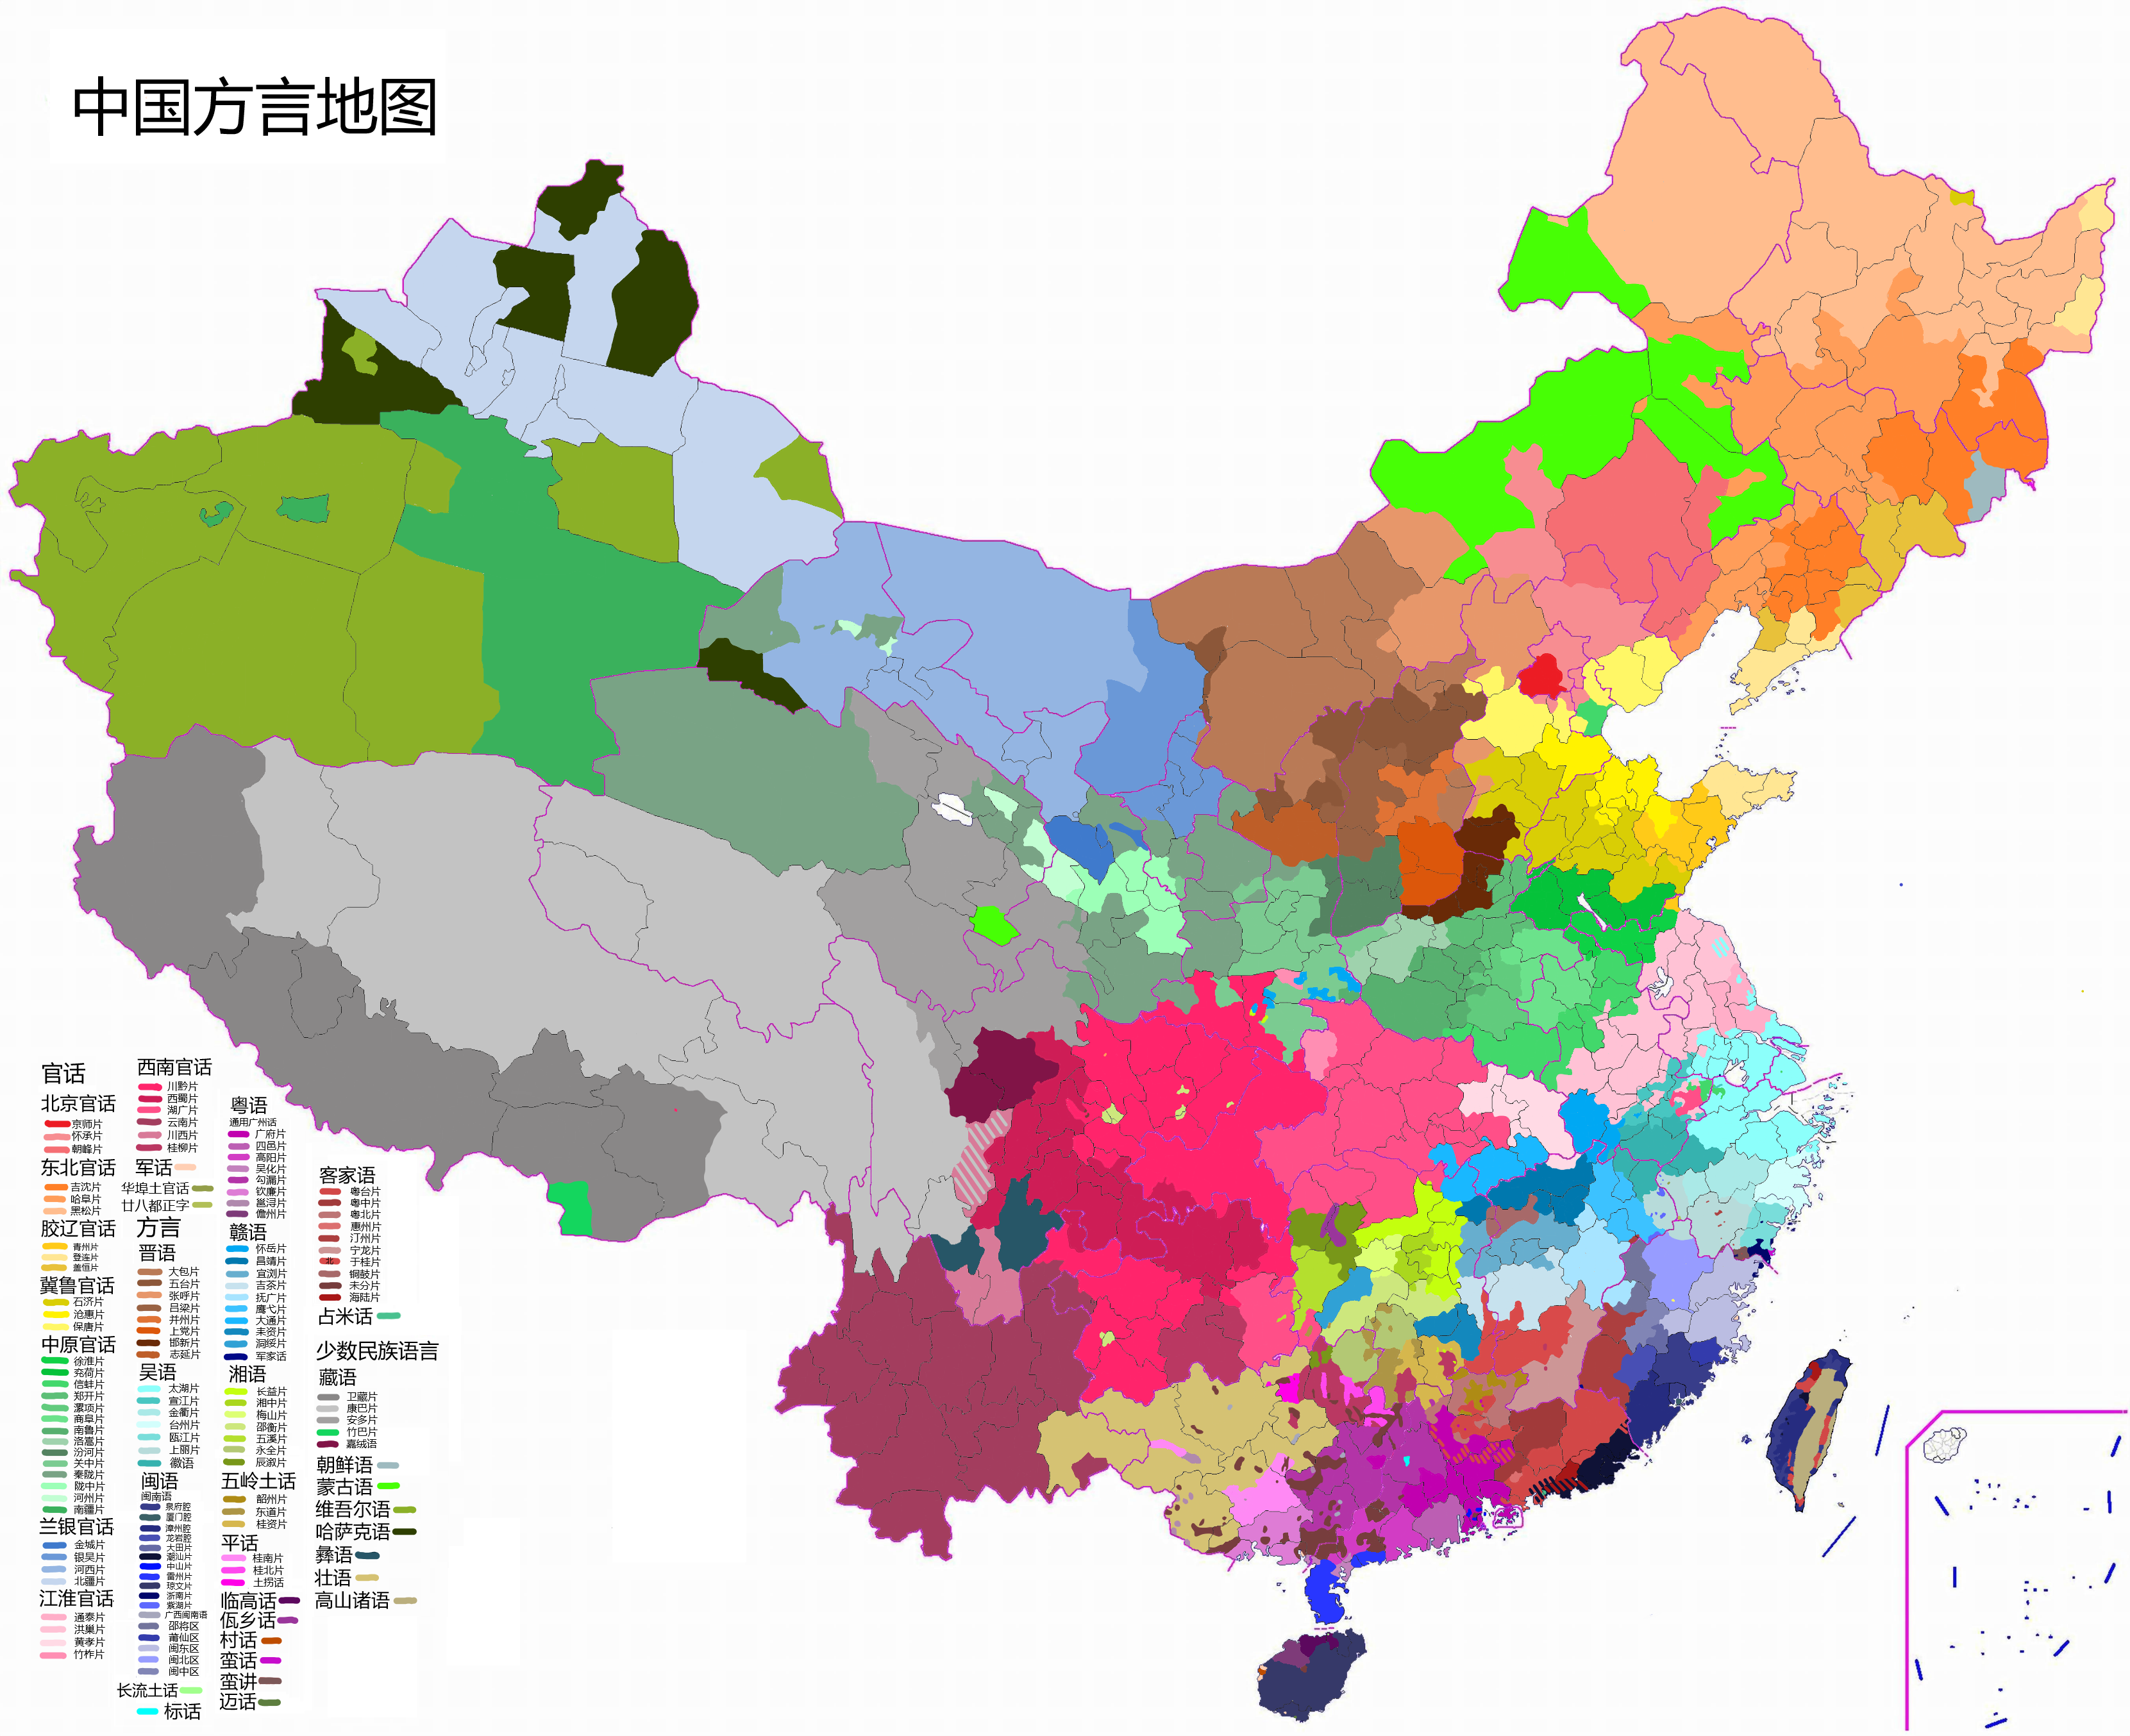 中国方言地图
官话
北京官话
京师片
怀承片
朝峰片
东北官话
吉沈片
哈阜片
黑松片
胶辽官话
青州片
登连片
盖桓片
冀鲁官话
石济片
沧惠片
保唐片
中原官话
徐淮片
兖荷片
信蚌片
郑开片
漯项片
商阜片
南鲁片
洛嵩片
汾河片
关中片
秦陇片
陇中片
河州片
南疆片
兰银官话
金城片
银吴片
河西片
北疆片
江淮官话
通泰片
洪巢片
黄孝片
竹柞片
西南官话
川黔片
西蜀片
湖广片
云南片
川西片
桂柳片
军话
华埠土官话
廿八都正字
方言
晋语
大包片
五台片
张呼片
吕梁片
并州片
上党片
邯新片
志延片
吴语
太湖片
宣江片
金衢片
台州片
瓯江片
上丽片
徽语
闽语
闽南语
泉府腔
厦门腔
漳州腔
龙岩腔
大田腔
潮汕片
中山片
雷州片
琼文片
浙南片
紫湖片
广西闽南语
邵将区
莆仙区
闽东区
闽北区
闽中区
长流土话
标话
粤语
通用广州话
广府片
四邑片
高阳片
吴化片
勾漏片
钦廉片
邕浔片
儋州片
赣语
怀岳片
昌靖片
宜浏片
吉茶片
抚广片
鹰弋片
大通片
耒资片
洞绥片
军家话
湘语
长益片
湘中片
梅山片
邵衡片
五溪片
永全片
辰溆片
五岭土话
韶州片
东道片
桂资片
平话
桂南片
桂北片
土拐话
临高话
佤乡话
村话
蛮话
蛮讲
迈话
客家语
粤台片
粤中片
粤北片
惠州片
汀州片
宁龙片
北 于桂片
铜鼓片
未分片
海陆片
占米话
少数民族语言
藏语
卫藏片
康巴片
安多片
竹巴片
嘉绒语
朝鲜语
蒙古语
维吾尔语
哈萨克语
彝语
壮语
高山诸语